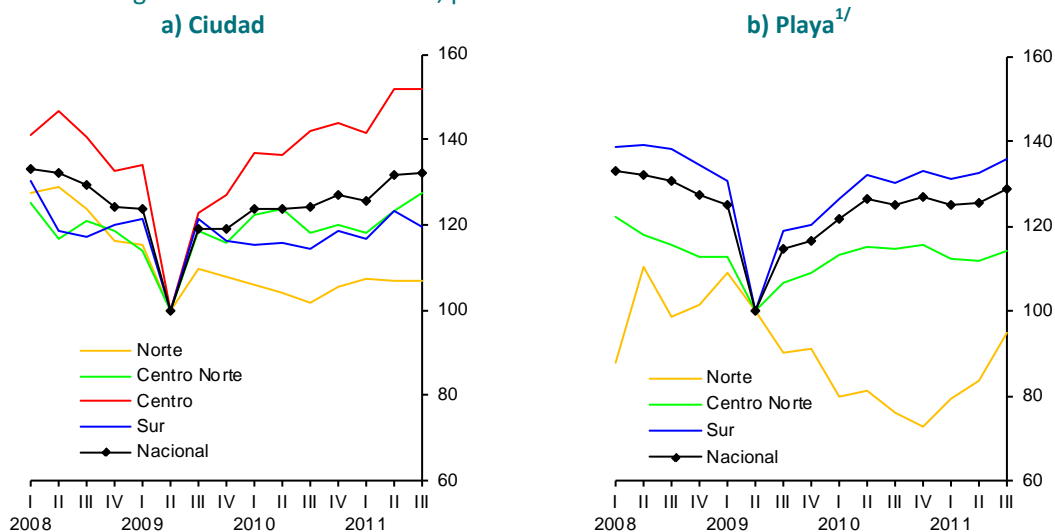 a) Ciudad
160
140
120
100
80
60
Norte
Centro Norte
Centro
Sur
Nacional
I II III IV I II III IV I II III IV I II III
2008 2009 2010 2011
b) Playa1/
160
140
120
100
80
60
Norte
Centro Norte
Sur
Nacional
I II III IV I II III IV I II III IV I II III
2008 2009 2010 2011